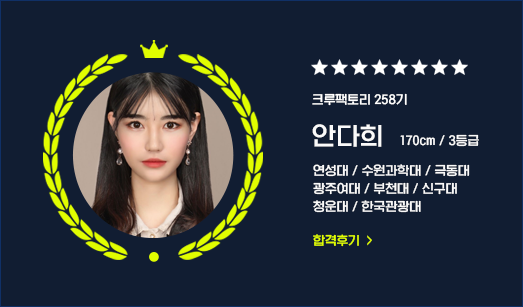 크루팩토리 258기
안다희 170cm / 3등급
연성대 / 수원과학대 / 극동대
광주여대 / 부천대 / 신구대
청운대 / 한국관광대
합격후기 >